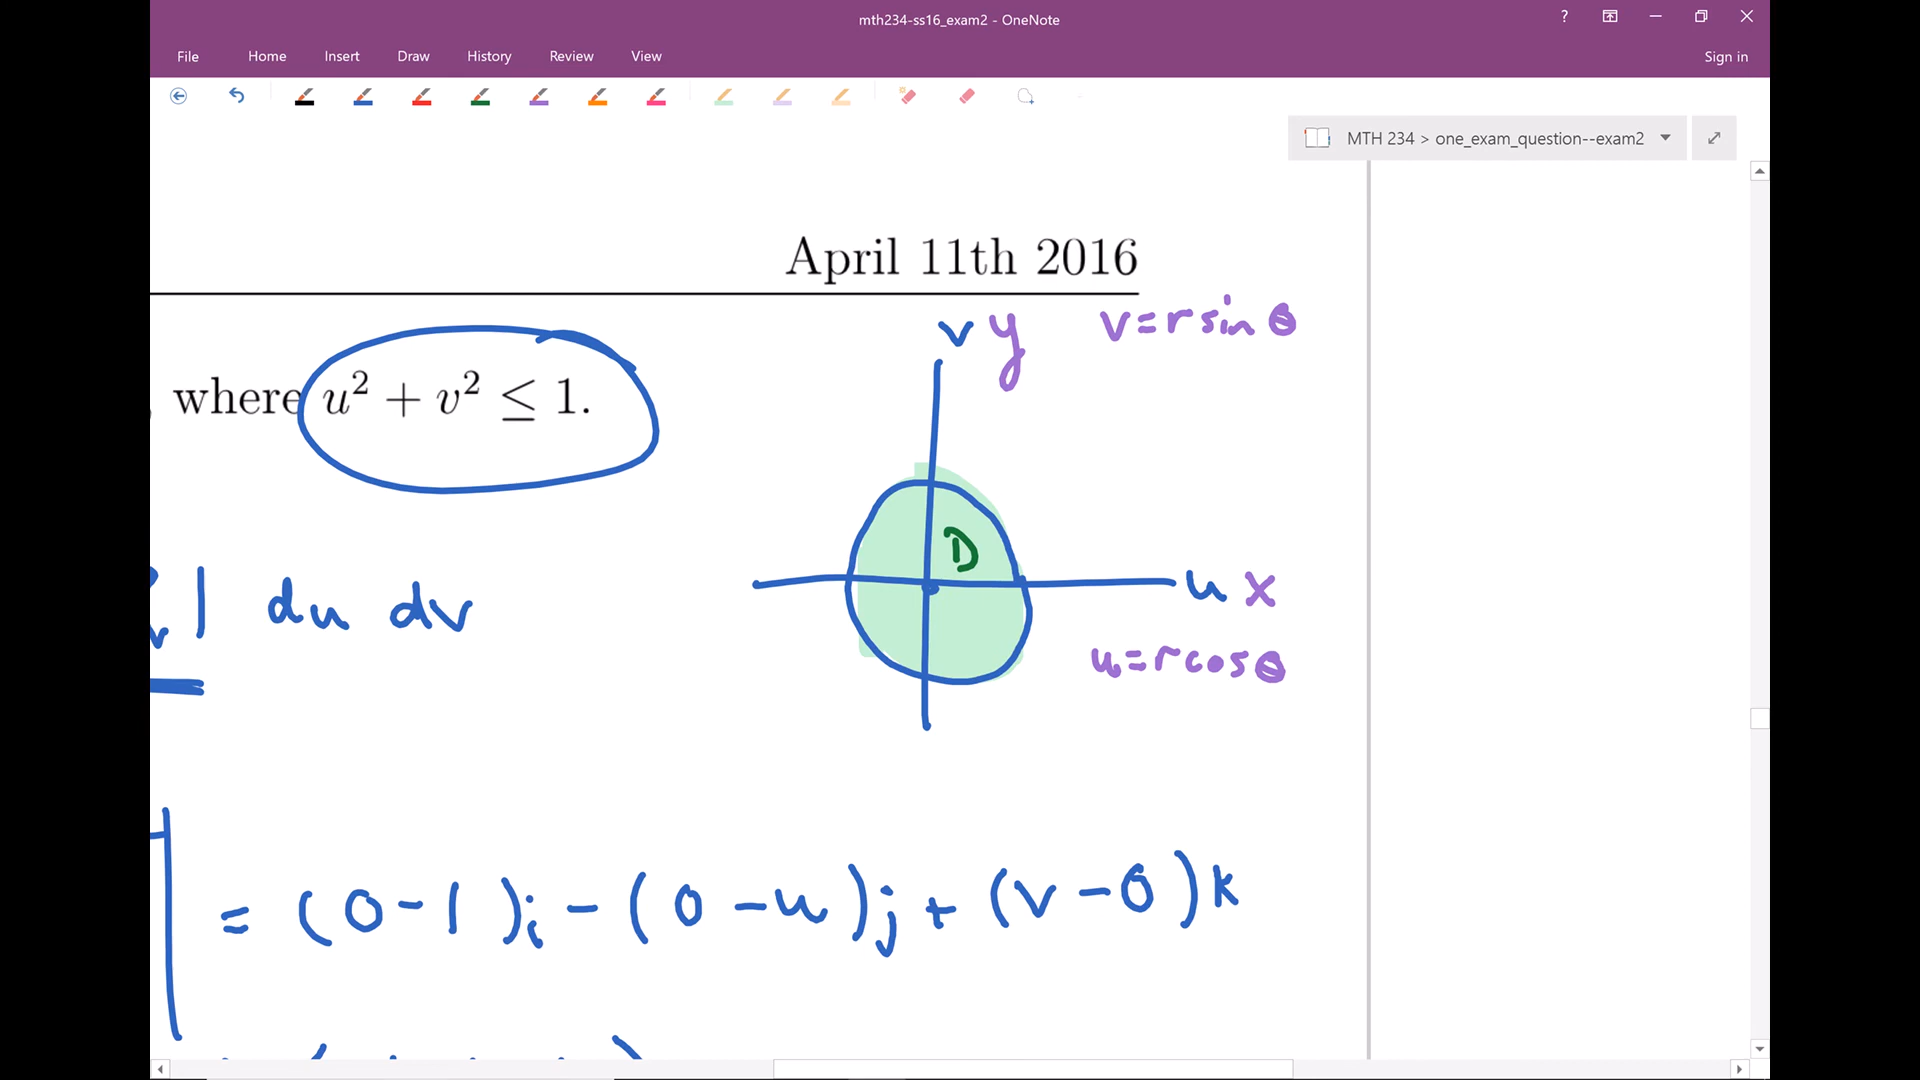 mth234-ss16_exam2 - OneNote
File Home Insert Draw History Review View Sign in
MTH 234 > one_exam_question--exam2
April 11th 2016
v y v = r sin θ
where u² + v² ≤ 1.
D
u x
| du dv
u = r cos θ
= (0 - 1)i - (0 - u)j + (v - 0)k